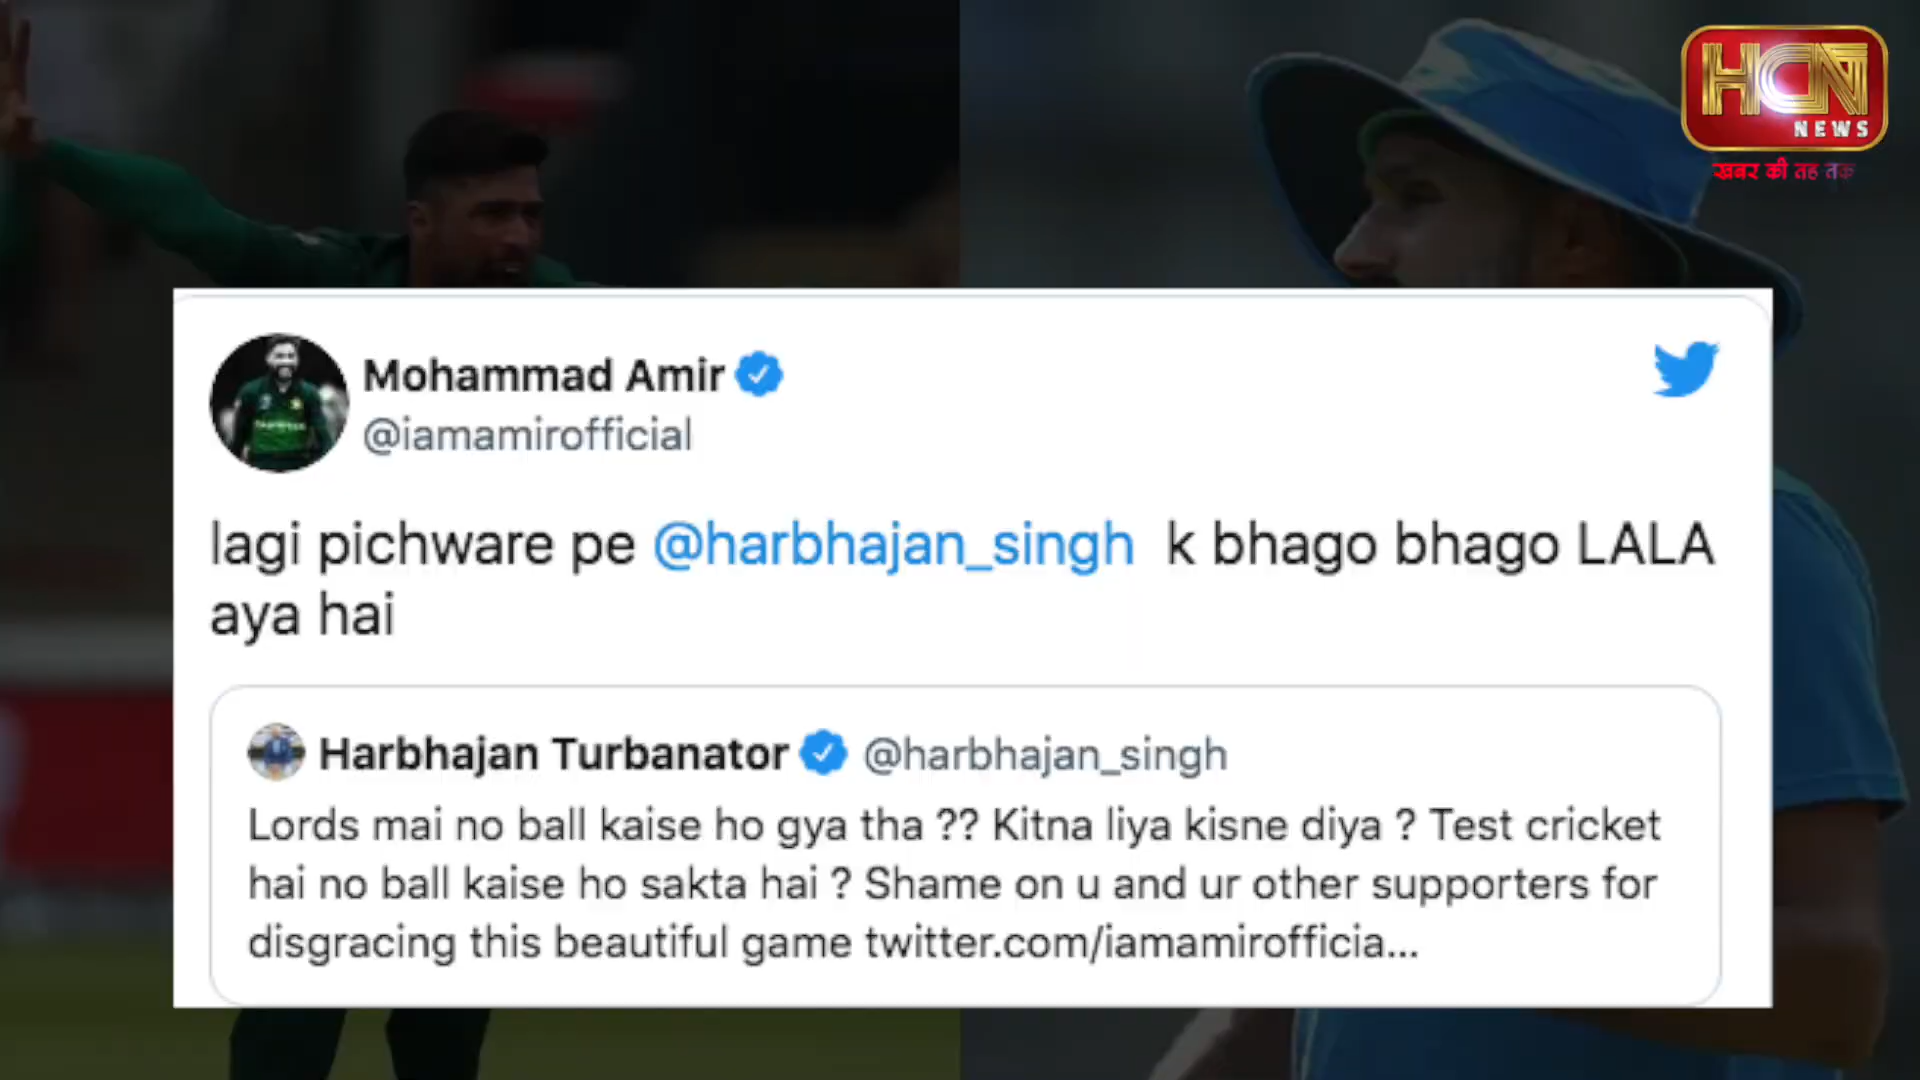 HCN
NEWS
खबर की तह तक
Mohammad Amir
@iamamirofficial
lagi pichware pe @harbhajan_singh k bhago bhago LALA
aya hai
Harbhajan Turbanator @harbhajan_singh
Lords mai no ball kaise ho gya tha ?? Kitna liya kisne diya ? Test cricket
hai no ball kaise ho sakta hai ? Shame on u and ur other supporters for
disgracing this beautiful game twitter.com/iamamirofficia...